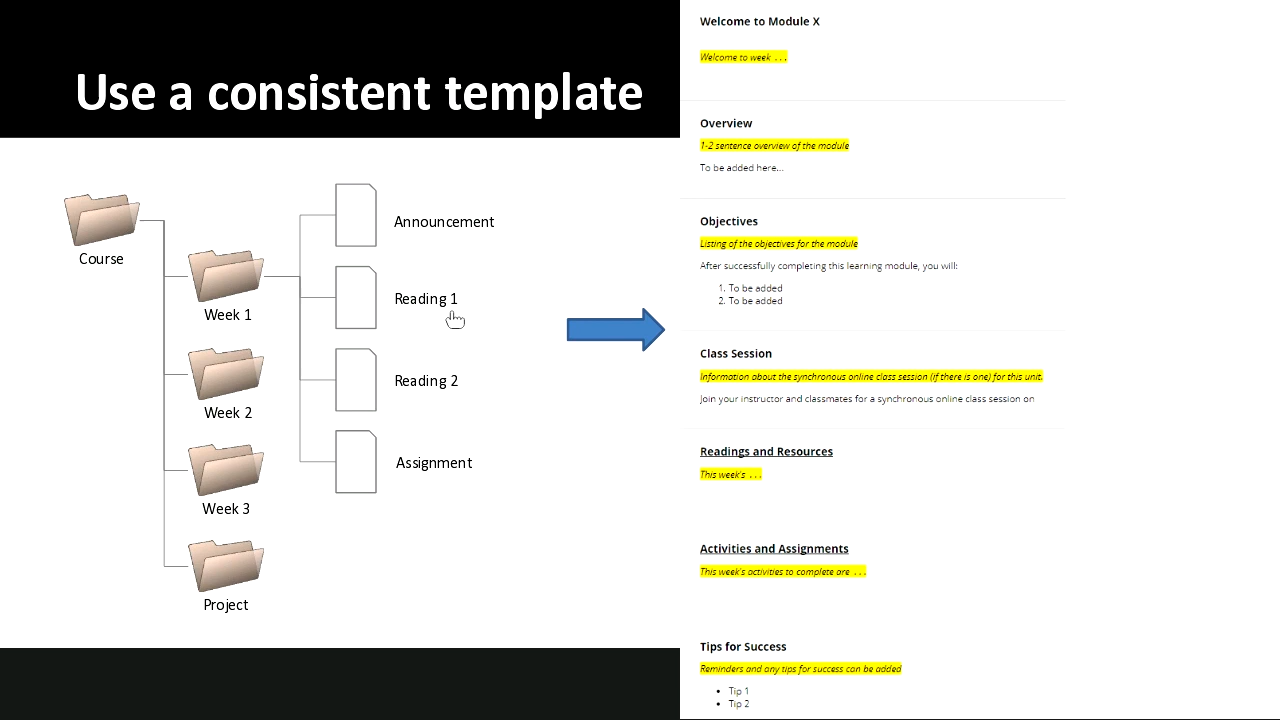 Use a consistent template
Course
Week 1
Week 2
Week 3
Project
Announcement
Reading 1
Reading 2
Assignment
Welcome to Module X
Welcome to week . . .
Overview
1-2 sentence overview of the module
To be added here...
Objectives
Listing of the objectives for the module
After successfully completing this learning module, you will:
1. To be added
2. To be added
Class Session
Information about the synchronous online class session (if there is one) for this unit.
Join your instructor and classmates for a synchronous online class session on
Readings and Resources
This week's . . .
Activities and Assignments
This week's activities to complete are . . .
Tips for Success
Reminders and any tips for success can be added
• Tip 1
• Tip 2